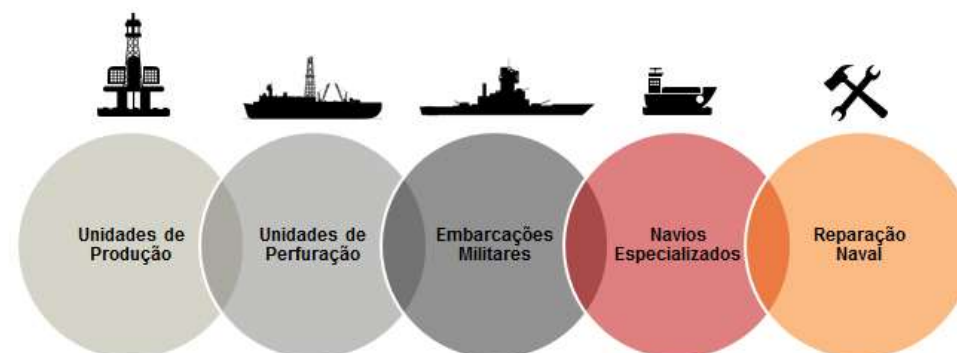 Unidades de
Produção
Unidades de
Perfuração
Embarcações
Militares
Navios
Especializados
Reparação
Naval